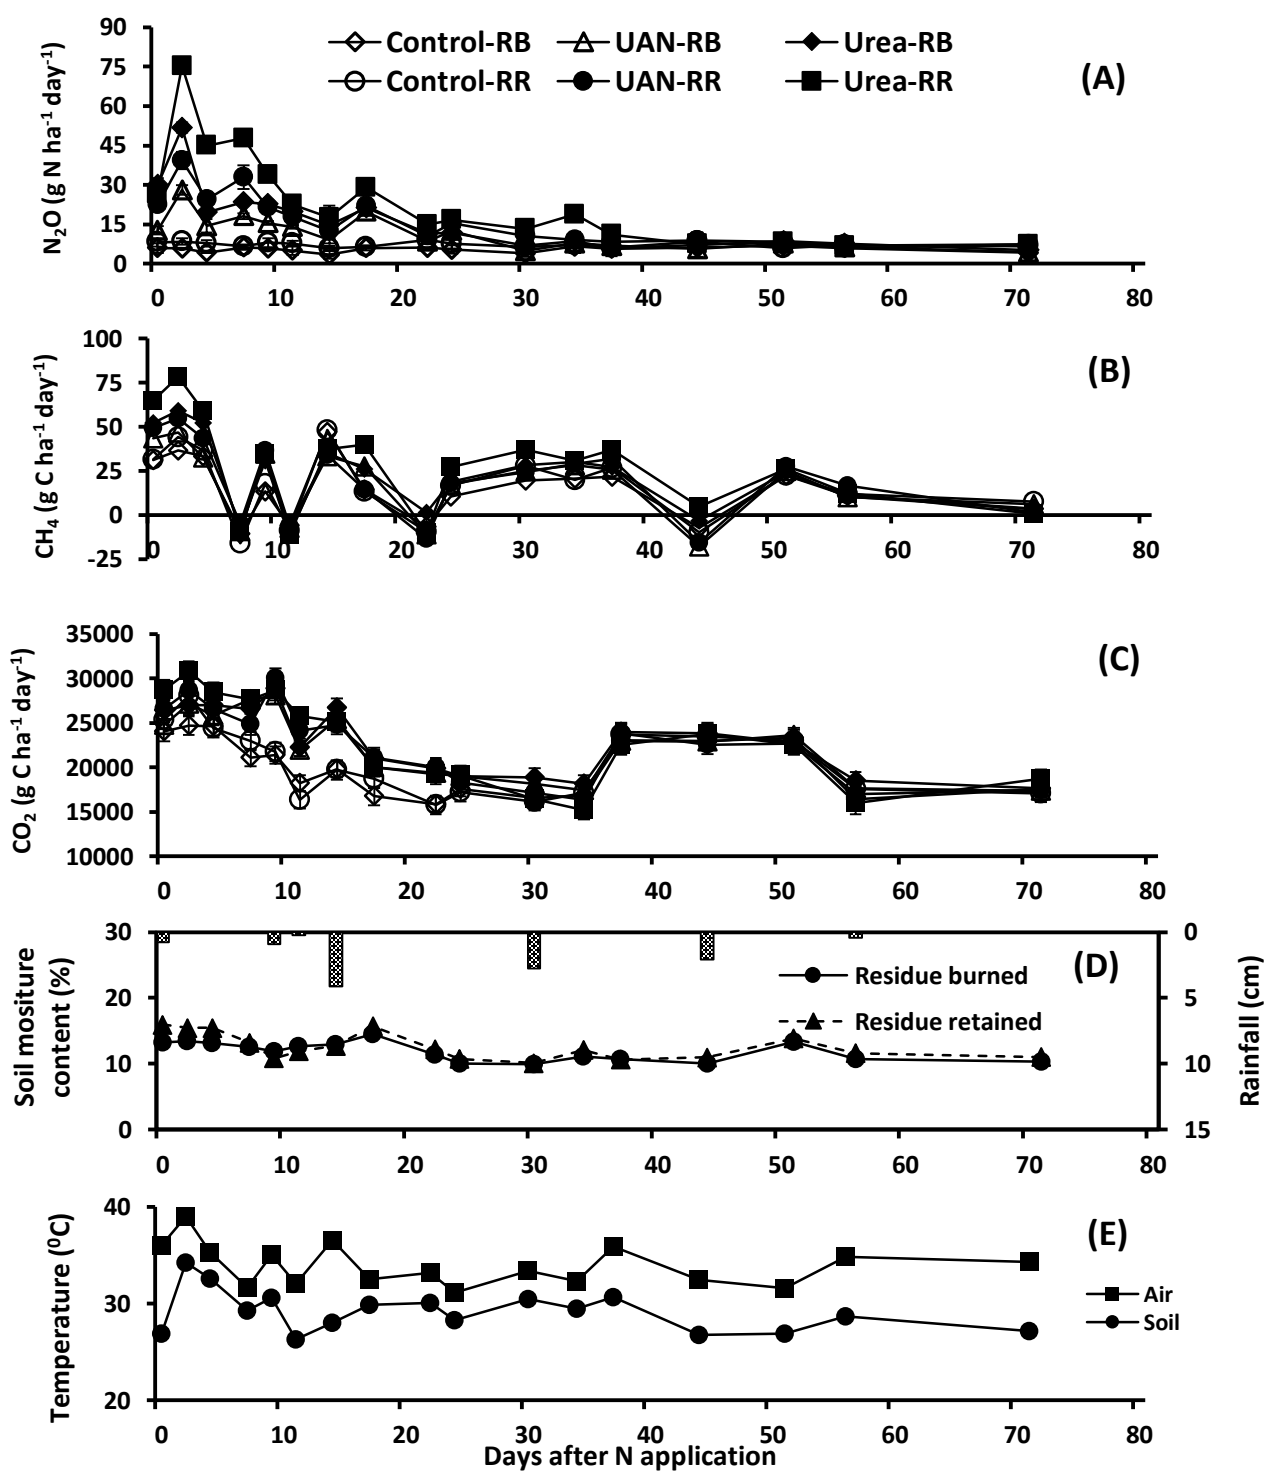 90
75
60
45
30
15
0
N₂O (g N ha⁻¹ day⁻¹)
Control-RB UAN-RB Urea-RB
Control-RR UAN-RR Urea-RR
(A)
0 10 20 30 40 50 60 70 80
100
75
50
25
0
-25
CH₄ (g C ha⁻¹ day⁻¹)
(B)
0 10 20 30 40 50 60 70 80
35000
30000
25000
20000
15000
10000
CO₂ (g C ha⁻¹ day⁻¹)
(C)
0 10 20 30 40 50 60 70 80
30
20
10
0
Soil mositure
content (%)
(D)
Residue burned
Residue retained
0
5
10
15
Rainfall (cm)
0 10 20 30 40 50 60 70 80
40
30
20
Temperature (⁰C)
(E)
Air
Soil
0 10 20 30 40 50 60 70 80
Days after N application